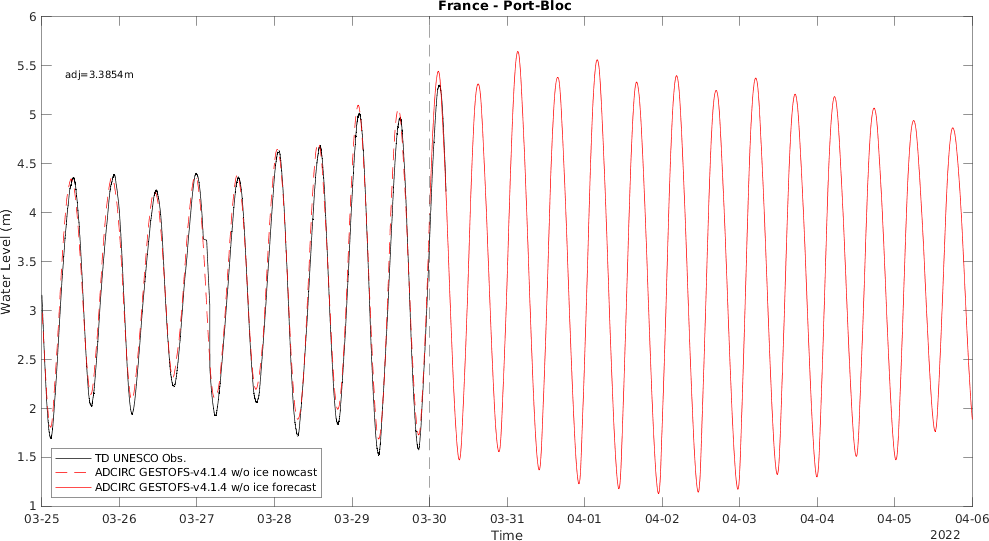 France - Port-Bloc
6
5.5
5
4.5
4
3.5
3
2.5
2
1.5
1
Water Level (m)
adj=3.3854m
TD UNESCO Obs.
ADCIRC GESTOFS-v4.1.4 w/o ice nowcast
ADCIRC GESTOFS-v4.1.4 w/o ice forecast
03-25 03-26 03-27 03-28 03-29 03-30 03-31 04-01 04-02 04-03 04-04 04-05 04-06
Time
2022